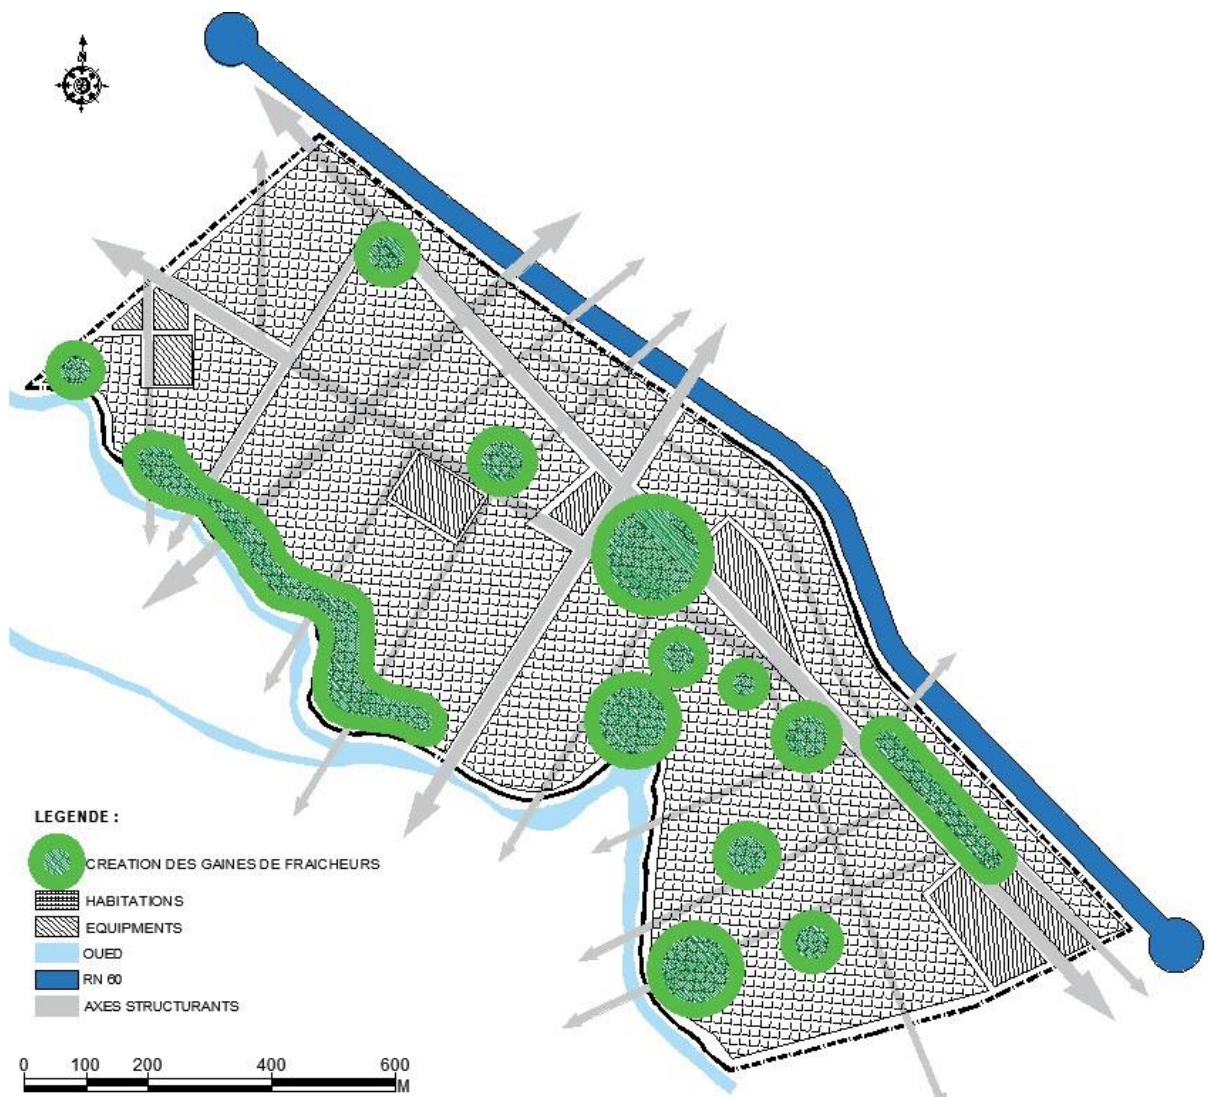 N
LEGENDE :
CREATION DES GAINES DE FRAICHEURS
HABITATIONS
EQUIPMENTS
OUED
RN 60
AXES STRUCTURANTS
0 100 200 400 600
M